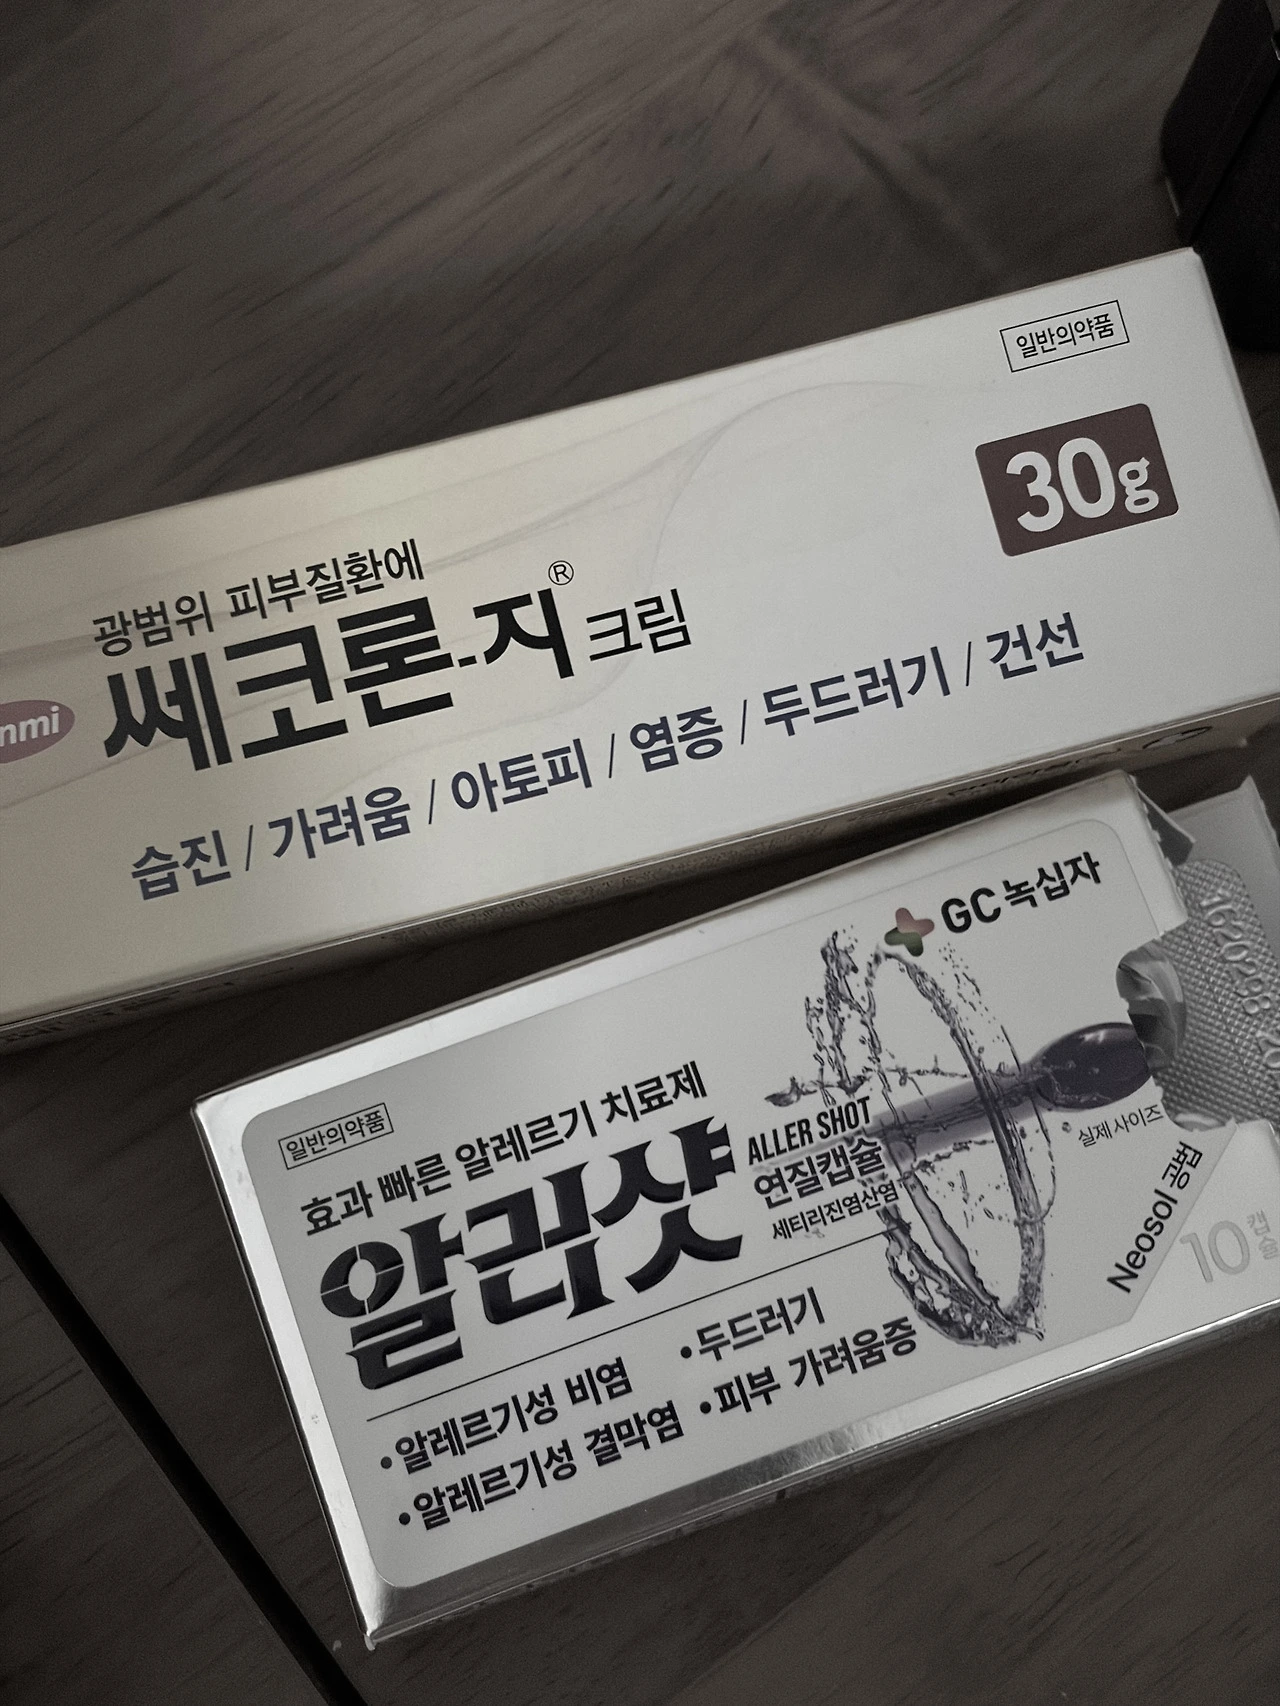 일반의약품
30g
광범위 피부질환에
쎄코론-지® 크림
nmi
습진 / 가려움 / 아토피 / 염증 / 두드러기 / 건선
GC녹십자
일반의약품
효과 빠른 알레르기 치료제
알러샷
ALLER SHOT
연질캡슐
세티리진염산염
실제 사이즈
Neosol 공법
10캡슐
•알레르기성 비염 •두드러기
•알레르기성 결막염 •피부 가려움증